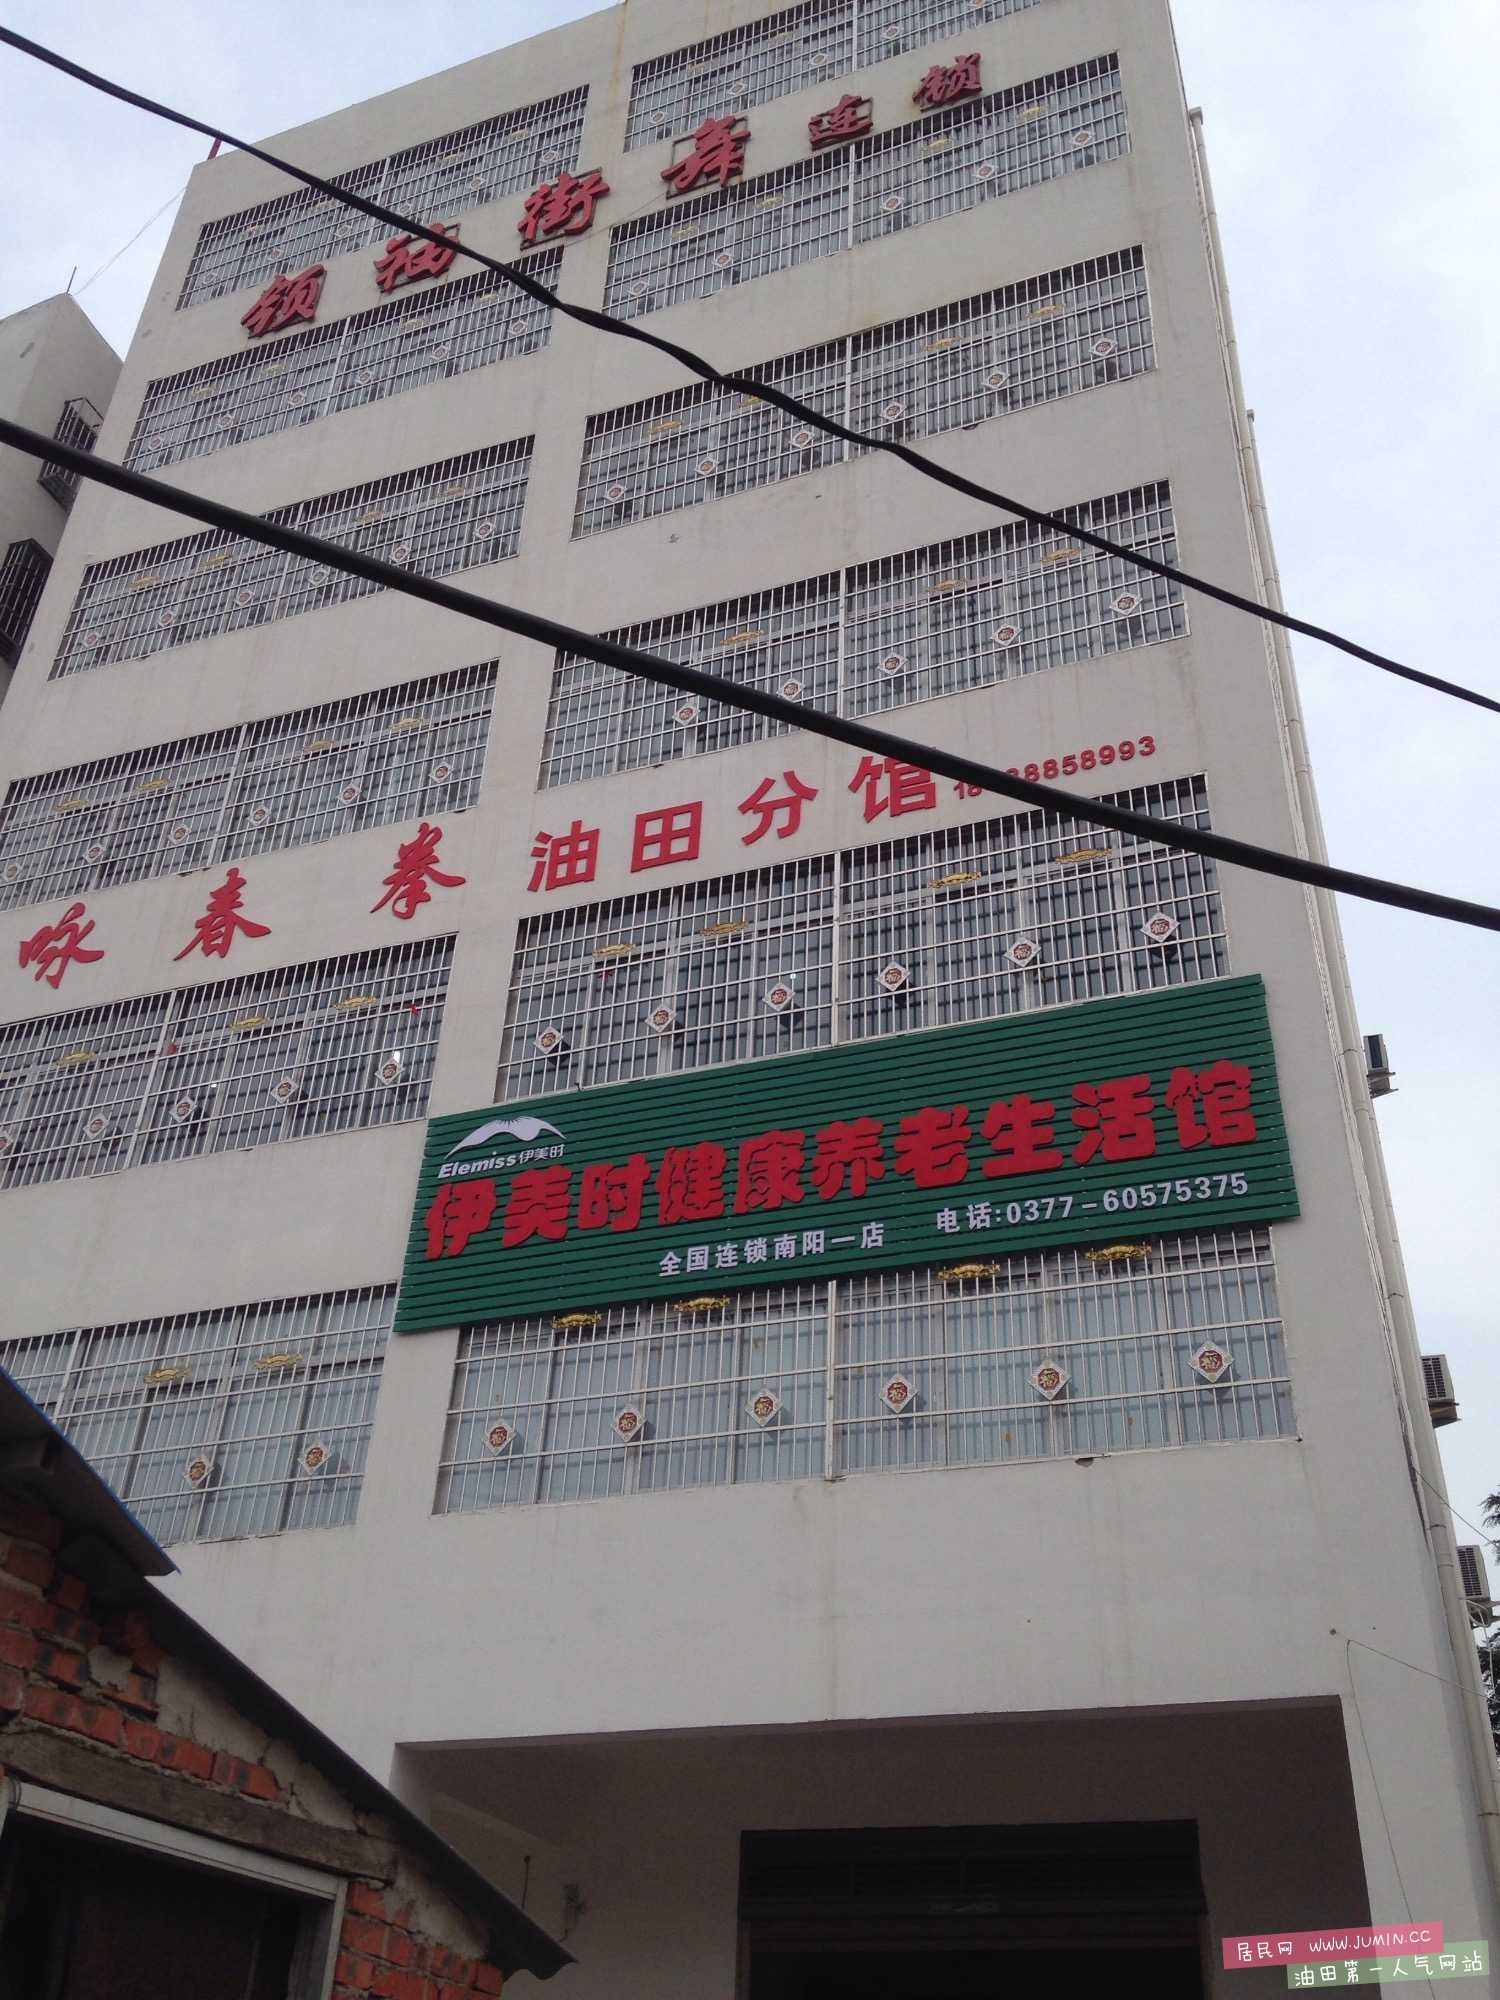 领袖街舞连锁
咏春拳油田分馆
Elemiss伊美时
伊美时健康养老生活馆
全国连锁南阳一店 电话:0377-60575375
居民网 WWW.JUMIN.CC
油田第一人气网站